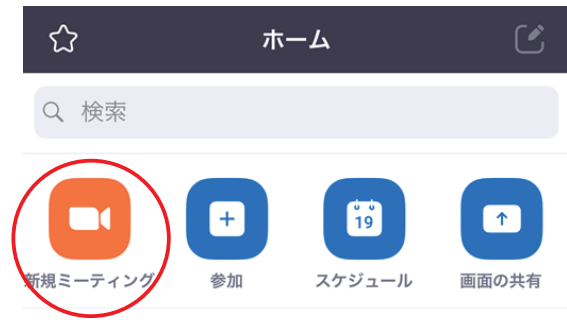 ホーム
検索
19
新規ミーティング
参加
スケジュール
画面の共有